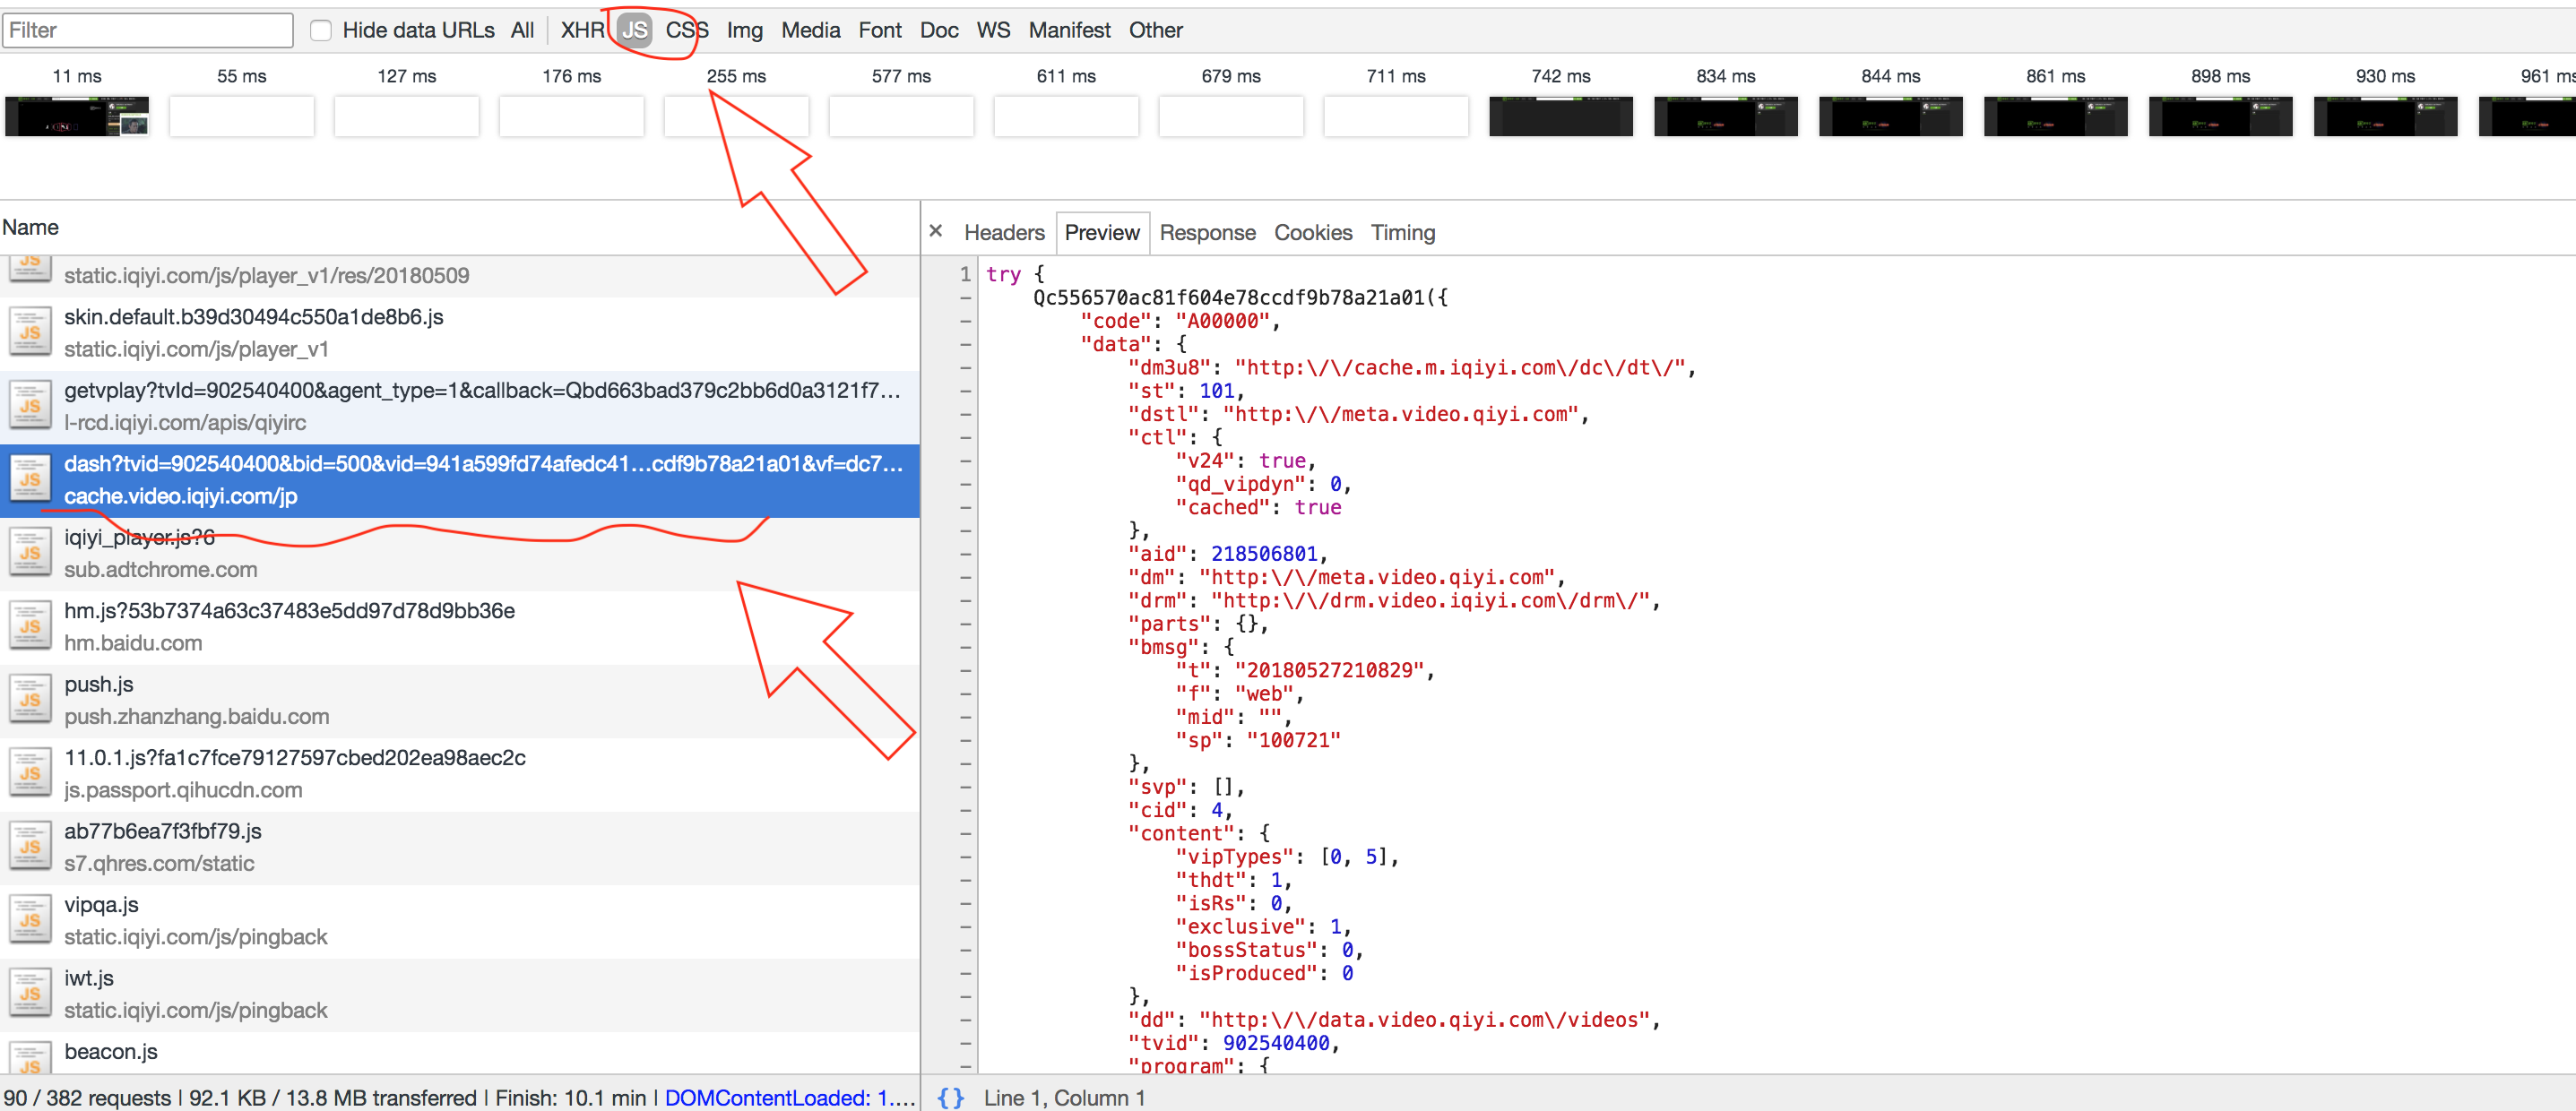 Filter Hide data URLs All XHR JS CSS Img Media Font Doc WS Manifest Other
11 ms 55 ms 127 ms 176 ms 255 ms 577 ms 611 ms 679 ms 711 ms 742 ms 834 ms 844 ms 861 ms 898 ms 930 ms 961 ms
Name
JS
static.iqiyi.com/js/player_v1/res/20180509
JS
skin.default.b39d30494c550a1de8b6.js
static.iqiyi.com/js/player_v1
JS
getvplay?tvId=902540400&agent_type=1&callback=Qbd663bad379c2bb6d0a3121f7...
l-rcd.iqiyi.com/apis/qiyirc
JS
dash?tvid=902540400&bid=500&vid=941a599fd74afedc41...cdf9b78a21a01&vf=dc7...
cache.video.iqiyi.com/jp
JS
iqiyi_player.js?6
sub.adtchrome.com
JS
hm.js?53b7374a63c37483e5dd97d78d9bb36e
hm.baidu.com
JS
push.js
push.zhanzhang.baidu.com
JS
11.0.1.js?fa1c7fce79127597cbed202ea98aec2c
js.passport.qihucdn.com
JS
ab77b6ea7f3fbf79.js
s7.qhres.com/static
JS
vipqa.js
static.iqiyi.com/js/pingback
JS
iwt.js
static.iqiyi.com/js/pingback
JS
beacon.js
90 / 382 requests | 92.1 KB / 13.8 MB transferred | Finish: 10.1 min | DOMContentLoaded: 1....
× Headers Preview Response Cookies Timing
1 try {
- Qc556570ac81f604e78ccdf9b78a21a01({
- "code": "A00000",
- "data": {
- "dm3u8": "http:\/\/cache.m.iqiyi.com\/dc\/dt\/",
- "st": 101,
- "dstl": "http:\/\/meta.video.qiyi.com",
- "ctl": {
- "v24": true,
- "qd_vipdyn": 0,
- "cached": true
- },
- "aid": 218506801,
- "dm": "http:\/\/meta.video.qiyi.com",
- "drm": "http:\/\/drm.video.iqiyi.com\/drm\/",
- "parts": {},
- "bmsg": {
- "t": "20180527210829",
- "f": "web",
- "mid": "",
- "sp": "100721"
- },
- "svp": [],
- "cid": 4,
- "content": {
- "vipTypes": [0, 5],
- "thdt": 1,
- "isRs": 0,
- "exclusive": 1,
- "bossStatus": 0,
- "isProduced": 0
- },
- "dd": "http:\/\/data.video.qiyi.com\/videos",
- "tvid": 902540400,
- "program": {
{ } Line 1, Column 1